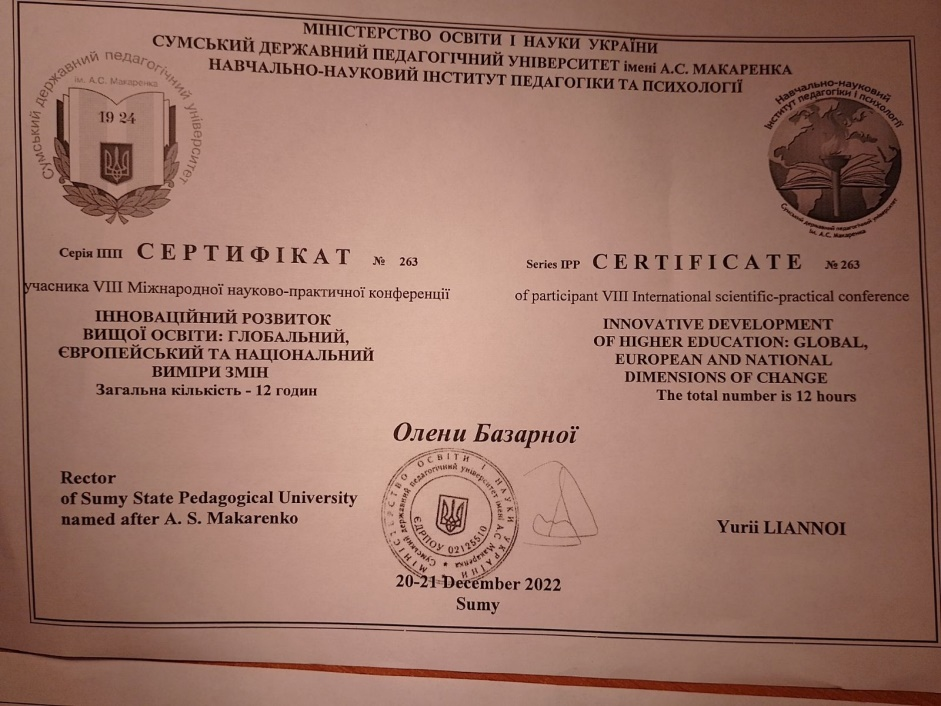 МІНІСТЕРСТВО ОСВІТИ І НАУКИ УКРАЇНИ
СУМСЬКИЙ ДЕРЖАВНИЙ ПЕДАГОГІЧНИЙ УНІВЕРСИТЕТ імені А.С. МАКАРЕНКА
НАВЧАЛЬНО-НАУКОВИЙ ІНСТИТУТ ПЕДАГОГІКИ ТА ПСИХОЛОГІЇ
Сумський державний педагогічний університет
ім. А.С. Макаренка
19 24
Навчально-науковий
інститут педагогіки і психології
Сумський державний педагогічний університет
ім. А.С. Макаренка
Серія ІПП СЕРТИФІКАТ № 263
учасника VIII Міжнародної науково-практичної конференції
ІННОВАЦІЙНИЙ РОЗВИТОК
ВИЩОЇ ОСВІТИ: ГЛОБАЛЬНИЙ,
ЄВРОПЕЙСЬКИЙ ТА НАЦІОНАЛЬНИЙ
ВИМІРИ ЗМІН
Загальна кількість - 12 годин
Series IPP CERTIFICATE № 263
of participant VIII International scientific-practical conference
INNOVATIVE DEVELOPMENT
OF HIGHER EDUCATION: GLOBAL,
EUROPEAN AND NATIONAL
DIMENSIONS OF CHANGE
The total number is 12 hours
Олени Базарної
Rector
of Sumy State Pedagogical University
named after A. S. Makarenko
МІНІСТЕРСТВО ОСВІТИ І НАУКИ УКРАЇНИ
Сумський державний педагогічний університет імені А.С. Макаренка
ЄДРПОУ 02125510
Yurii LIANNOI
20-21 December 2022
Sumy